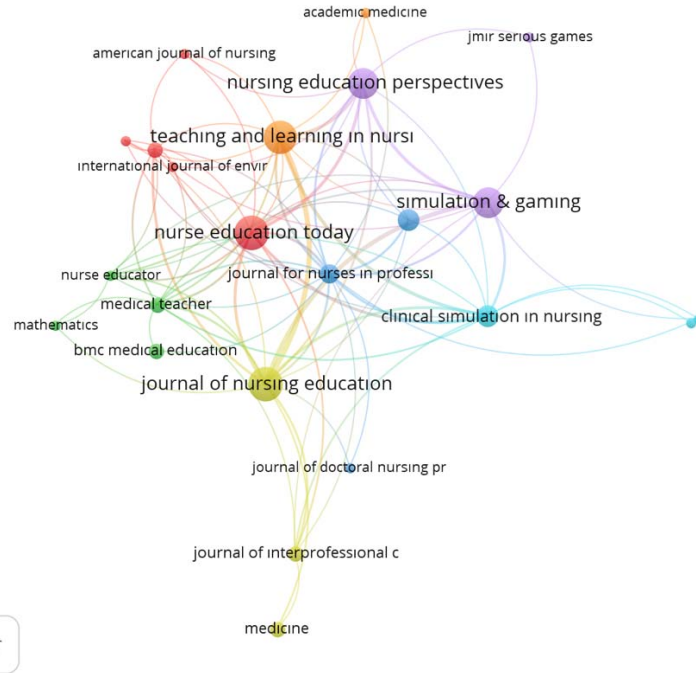 academic medicine
jmir serious games
american journal of nursing
nursing education perspectives
teaching and learning in nursi
international journal of envir
simulation & gaming
nurse education today
nurse educator
journal for nurses in professi
medical teacher
clinical simulation in nursing
mathematics
bmc medical education
journal of nursing education
journal of doctoral nursing pr
journal of interprofessional c
medicine